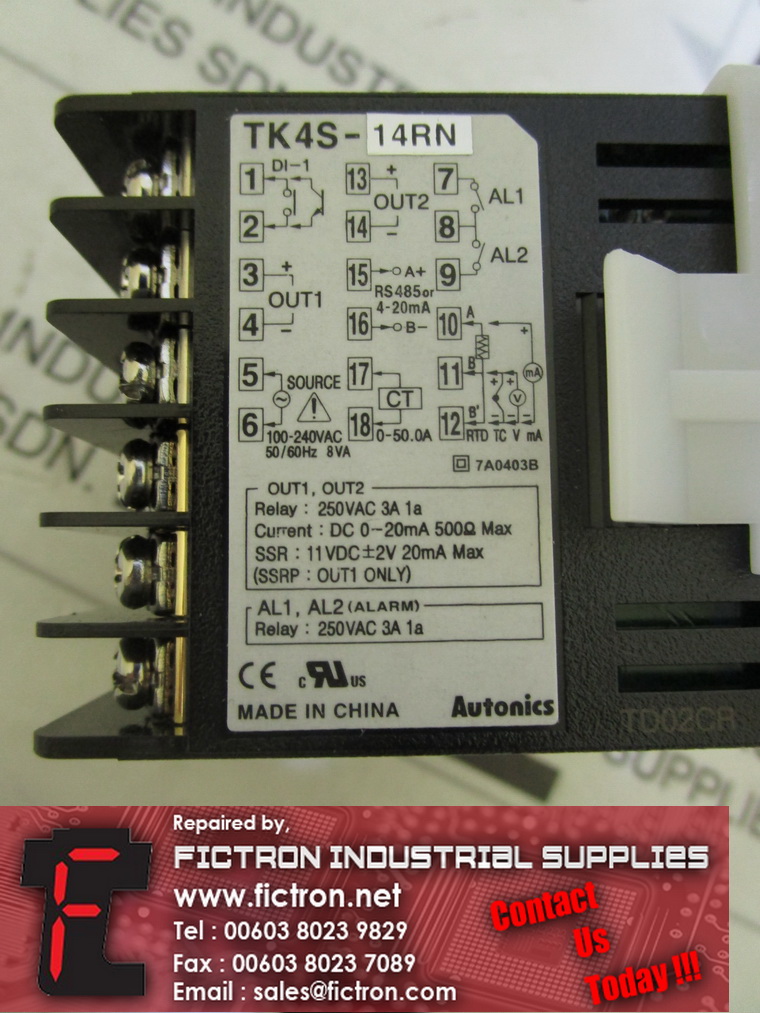 TK4S- 14RN
1 DI-1 13 + 7 AL1
2 14 - OUT2 8
3 + 15 A+ 9 AL2
OUT1 RS485 or
4-20mA
4 - 16 B- 10 A
5 SOURCE 17 11 B + mA
CT + + V
6 18 12 B' - - -
100-240VAC 0-50.0A RTD TC V mA
50/60Hz 8VA
7A0403B
OUT1, OUT2
Relay : 250VAC 3A 1a
Current : DC 0-20mA 500Ω Max
SSR : 11VDC±2V 20mA Max
(SSRP : OUT1 ONLY)
AL1, AL2 (ALARM)
Relay : 250VAC 3A 1a
CE c RU US
MADE IN CHINA Autonics
TD02CR
Repaired by,
FICTRON INDUSTRIAL SUPPLIES
www.fictron.net
Tel : 00603 8023 9829
Fax : 00603 8023 7089
Email : sales@fictron.com
Contact
Us
Today !!!